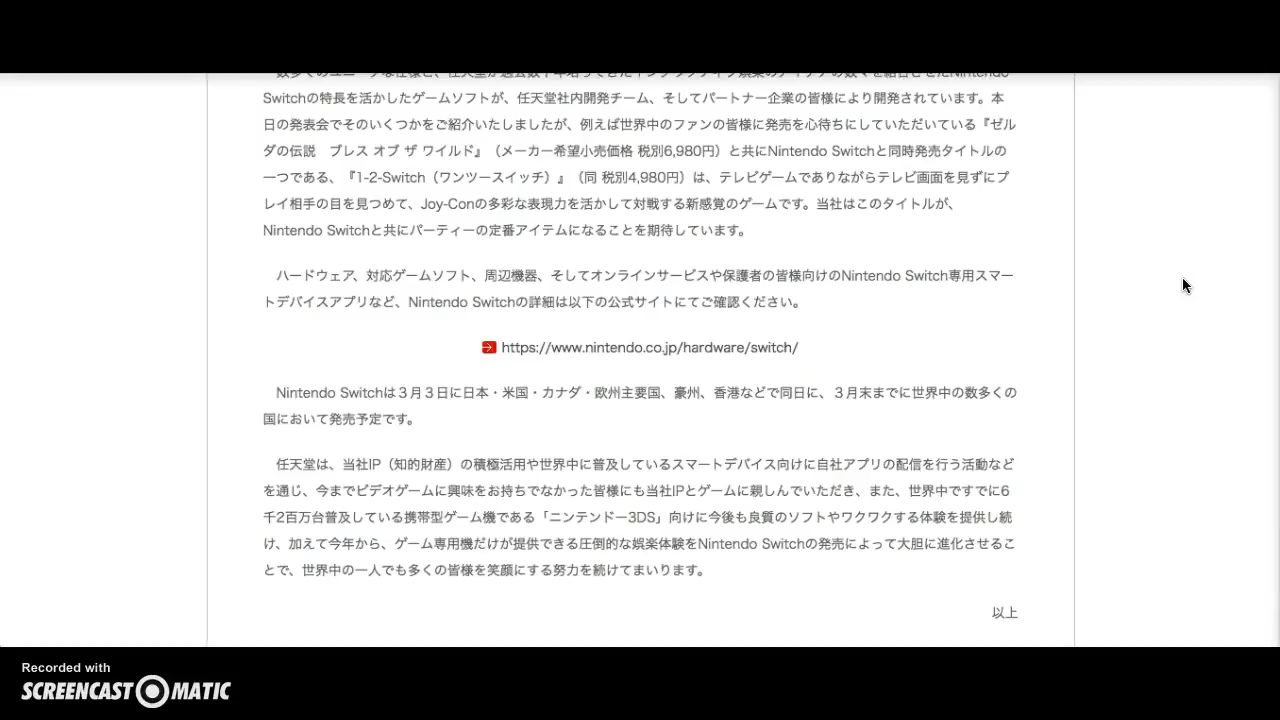 Switchの特長を活かしたゲームソフトが、任天堂社内開発チーム、そしてパートナー企業の皆様により開発されています。本
日の発表会でそのいくつかをご紹介いたしましたが、例えば世界中のファンの皆様に発売を心待ちにしていただいている『ゼル
ダの伝説　ブレス オブ ザ ワイルド』（メーカー希望小売価格 税別6,980円）と共にNintendo Switchと同時発売タイトルの
一つである、『1-2-Switch（ワンツースイッチ）』（同 税別4,980円）は、テレビゲームでありながらテレビ画面を見ずにプ
レイ相手の目を見つめて、Joy-Conの多彩な表現力を活かして対戦する新感覚のゲームです。当社はこのタイトルが、
Nintendo Switchと共にパーティーの定番アイテムになることを期待しています。
ハードウェア、対応ゲームソフト、周辺機器、そしてオンラインサービスや保護者の皆様向けのNintendo Switch専用スマー
トデバイスアプリなど、Nintendo Switchの詳細は以下の公式サイトにてご確認ください。
https://www.nintendo.co.jp/hardware/switch/
Nintendo Switchは３月３日に日本・米国・カナダ・欧州主要国、豪州、香港などで同日に、３月末までに世界中の数多くの
国において発売予定です。
任天堂は、当社IP（知的財産）の積極活用や世界中に普及しているスマートデバイス向けに自社アプリの配信を行う活動など
を通じ、今までビデオゲームに興味をお持ちでなかった皆様にも当社IPとゲームに親しんでいただき、また、世界中ですでに6
千2百万台普及している携帯型ゲーム機である「ニンテンドー3DS」向けに今後も良質のソフトやワクワクする体験を提供し続
け、加えて今年から、ゲーム専用機だけが提供できる圧倒的な娯楽体験をNintendo Switchの発売によって大胆に進化させるこ
とで、世界中の一人でも多くの皆様を笑顔にする努力を続けてまいります。
以上
Recorded with
SCREENCAST-O-MATIC